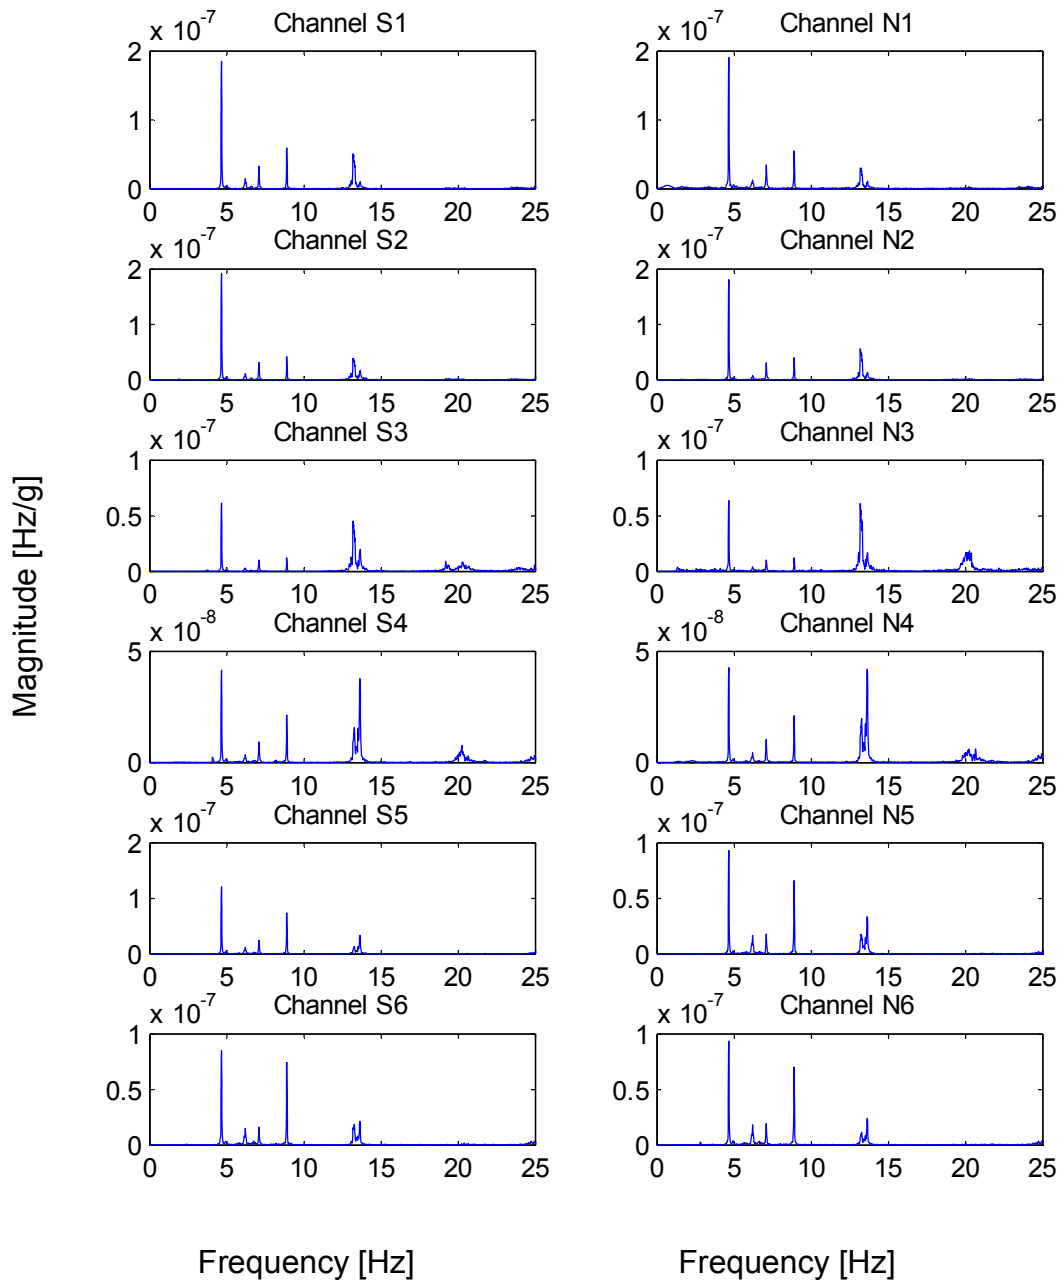 x 10^-7 Channel S1
2
1
0
0 5 10 15 20 25
x 10^-7 Channel N1
2
1
0
0 5 10 15 20 25
x 10^-7 Channel S2
2
1
0
0 5 10 15 20 25
x 10^-7 Channel N2
2
1
0
0 5 10 15 20 25
x 10^-7 Channel S3
1
0.5
0
0 5 10 15 20 25
x 10^-7 Channel N3
1
0.5
0
0 5 10 15 20 25
Magnitude [Hz/g]
x 10^-8 Channel S4
5
0
0 5 10 15 20 25
x 10^-8 Channel N4
5
0
0 5 10 15 20 25
x 10^-7 Channel S5
2
1
0
0 5 10 15 20 25
x 10^-7 Channel N5
1
0.5
0
0 5 10 15 20 25
x 10^-7 Channel S6
1
0.5
0
0 5 10 15 20 25
x 10^-7 Channel N6
1
0.5
0
0 5 10 15 20 25
Frequency [Hz]
Frequency [Hz]